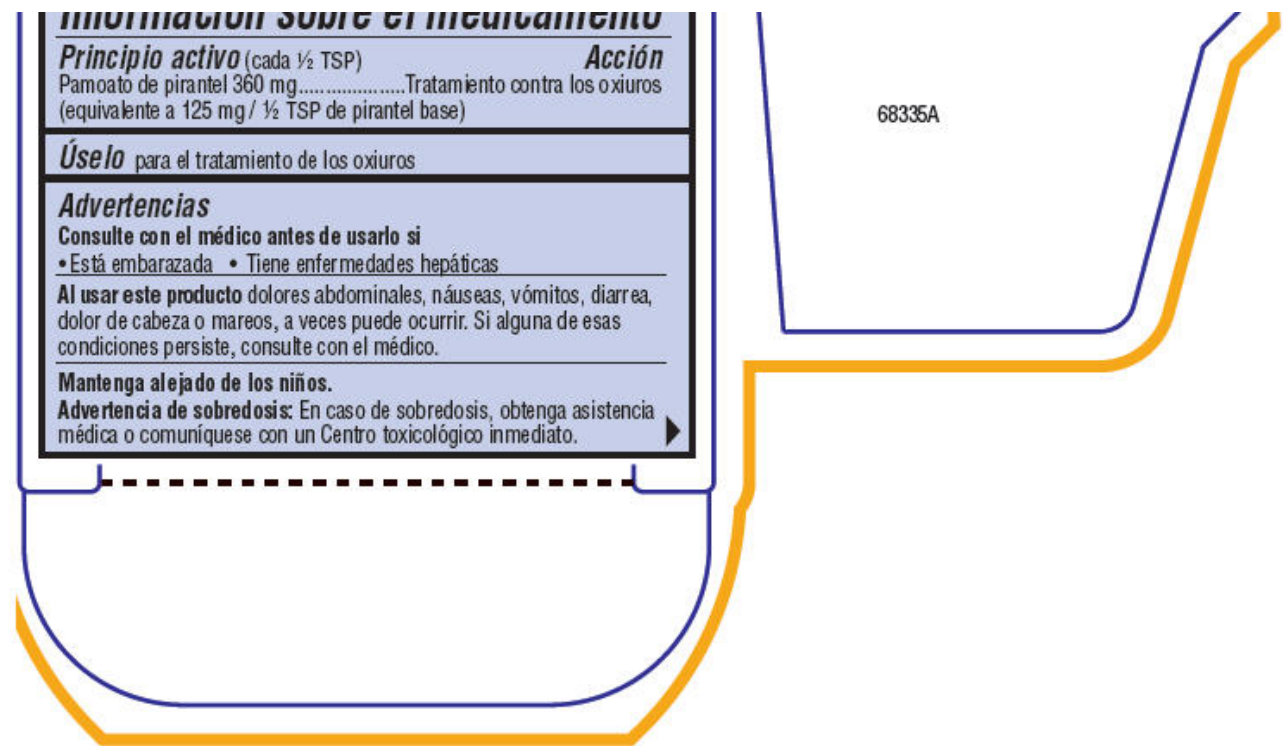 Información sobre el medicamento
Principio activo (cada ½ TSP) Acción
Pamoato de pirantel 360 mg....................Tratamiento contra los oxiuros
(equivalente a 125 mg / ½ TSP de pirantel base)
68335A
Úselo para el tratamiento de los oxiuros
Advertencias
Consulte con el médico antes de usarlo si
• Está embarazada • Tiene enfermedades hepáticas
Al usar este producto dolores abdominales, náuseas, vómitos, diarrea,
dolor de cabeza o mareos, a veces puede ocurrir. Si alguna de esas
condiciones persiste, consulte con el médico.
Mantenga alejado de los niños.
Advertencia de sobredosis: En caso de sobredosis, obtenga asistencia
médica o comuníquese con un Centro toxicológico inmediato.